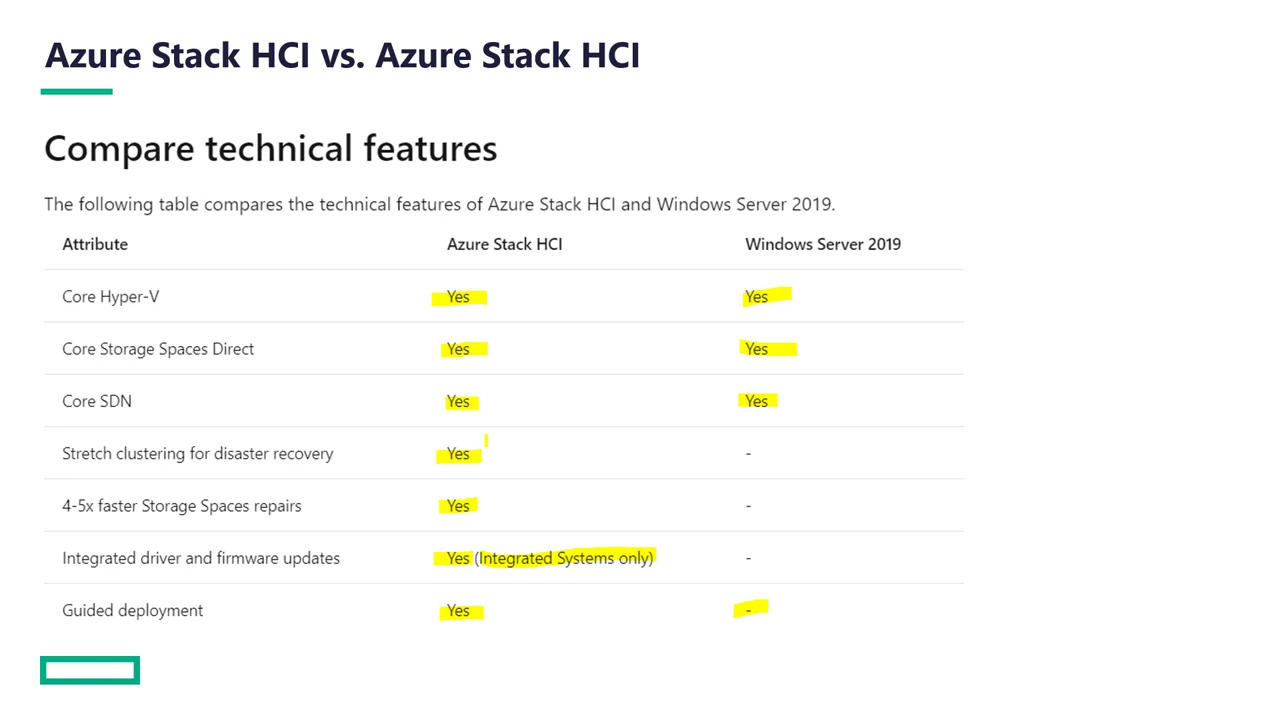 Azure Stack HCI vs. Azure Stack HCI
Compare technical features
The following table compares the technical features of Azure Stack HCI and Windows Server 2019.
Attribute Azure Stack HCI Windows Server 2019
Core Hyper-V Yes Yes
Core Storage Spaces Direct Yes Yes
Core SDN Yes Yes
Stretch clustering for disaster recovery Yes -
4-5x faster Storage Spaces repairs Yes -
Integrated driver and firmware updates Yes (Integrated Systems only) -
Guided deployment Yes -